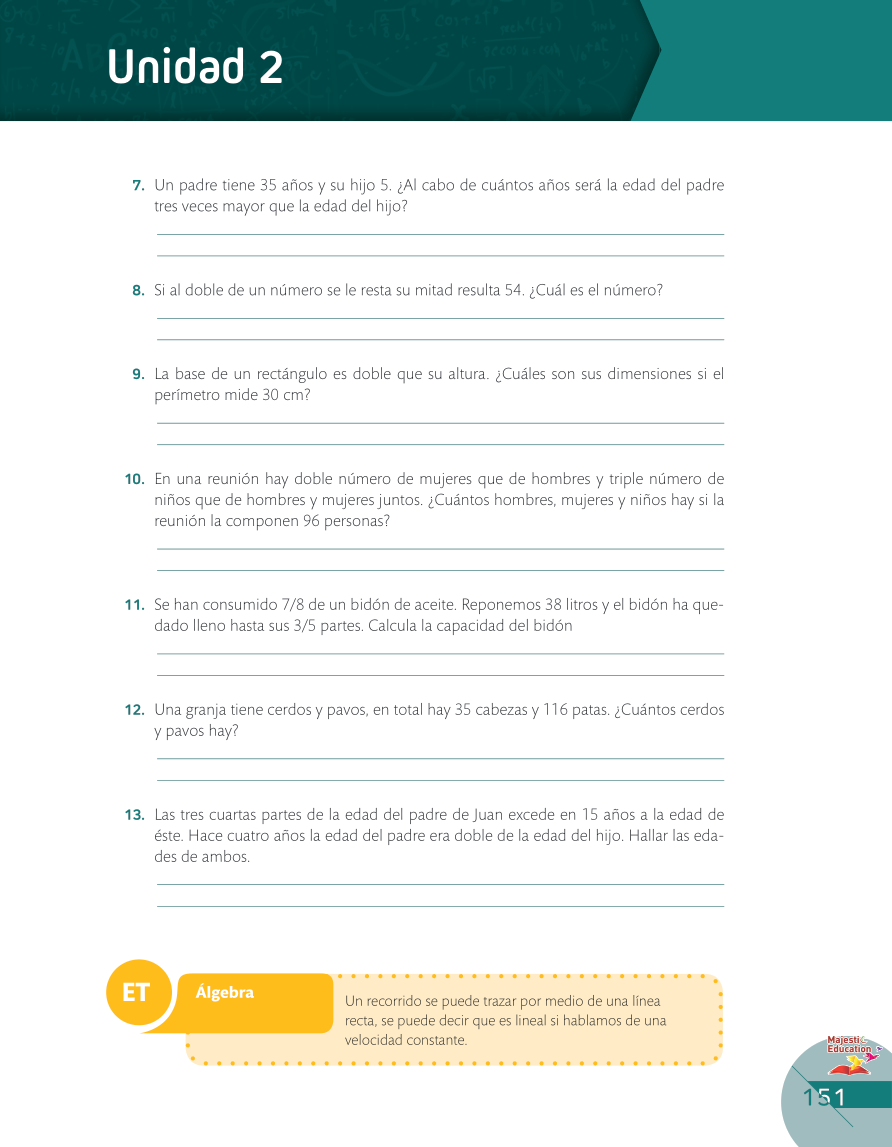 Unidad 2
7. Un padre tiene 35 años y su hijo 5. ¿Al cabo de cuántos años será la edad del padre
tres veces mayor que la edad del hijo?
8. Si al doble de un número se le resta su mitad resulta 54. ¿Cuál es el número?
9. La base de un rectángulo es doble que su altura. ¿Cuáles son sus dimensiones si el
perímetro mide 30 cm?
10. En una reunión hay doble número de mujeres que de hombres y triple número de
niños que de hombres y mujeres juntos. ¿Cuántos hombres, mujeres y niños hay si la
reunión la componen 96 personas?
11. Se han consumido 7/8 de un bidón de aceite. Reponemos 38 litros y el bidón ha que-
dado lleno hasta sus 3/5 partes. Calcula la capacidad del bidón
12. Una granja tiene cerdos y pavos, en total hay 35 cabezas y 116 patas. ¿Cuántos cerdos
y pavos hay?
13. Las tres cuartas partes de la edad del padre de Juan excede en 15 años a la edad de
éste. Hace cuatro años la edad del padre era doble de la edad del hijo. Hallar las eda-
des de ambos.
ET
Álgebra
Un recorrido se puede trazar por medio de una línea
recta, se puede decir que es lineal si hablamos de una
velocidad constante.
Education
151